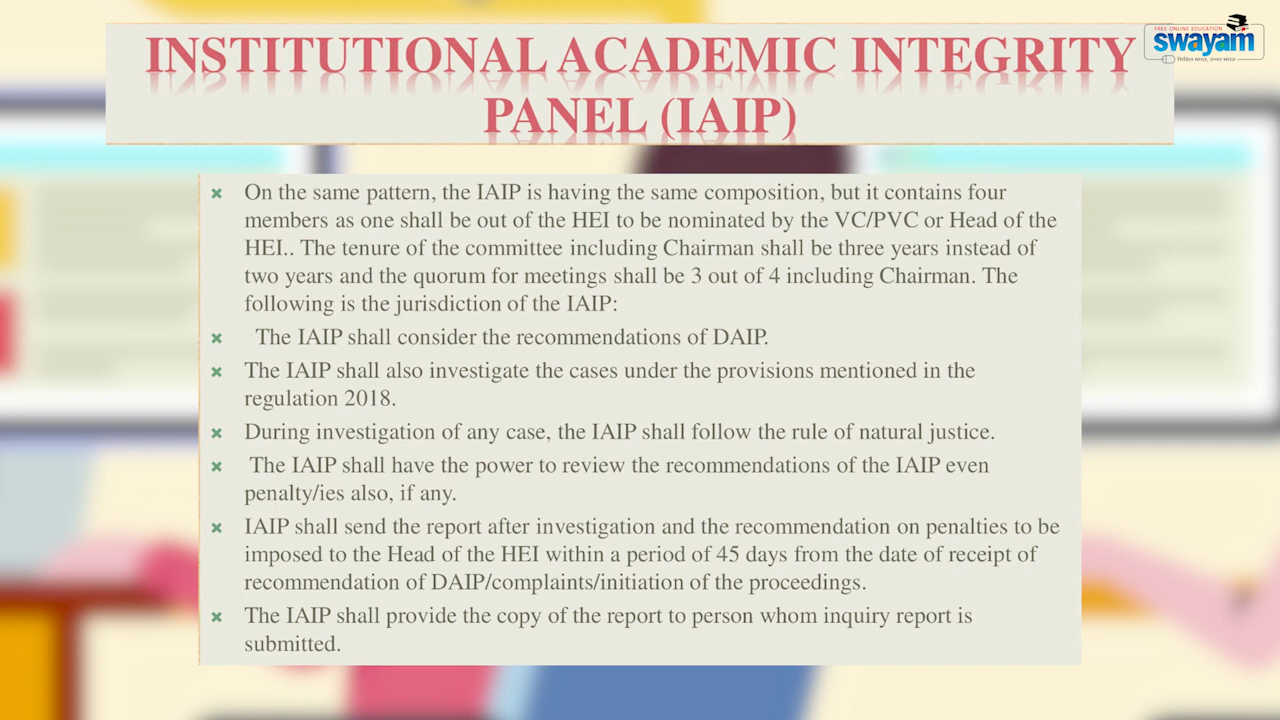 FREE ONLINE EDUCATION
swayam
शिक्षित भारत, उन्नत भारत
INSTITUTIONAL ACADEMIC INTEGRITY
PANEL (IAIP)
On the same pattern, the IAIP is having the same composition, but it contains four
members as one shall be out of the HEI to be nominated by the VC/PVC or Head of the
HEI.. The tenure of the committee including Chairman shall be three years instead of
two years and the quorum for meetings shall be 3 out of 4 including Chairman. The
following is the jurisdiction of the IAIP:
The IAIP shall consider the recommendations of DAIP.
The IAIP shall also investigate the cases under the provisions mentioned in the
regulation 2018.
During investigation of any case, the IAIP shall follow the rule of natural justice.
The IAIP shall have the power to review the recommendations of the IAIP even
penalty/ies also, if any.
IAIP shall send the report after investigation and the recommendation on penalties to be
imposed to the Head of the HEI within a period of 45 days from the date of receipt of
recommendation of DAIP/complaints/initiation of the proceedings.
The IAIP shall provide the copy of the report to person whom inquiry report is
submitted.